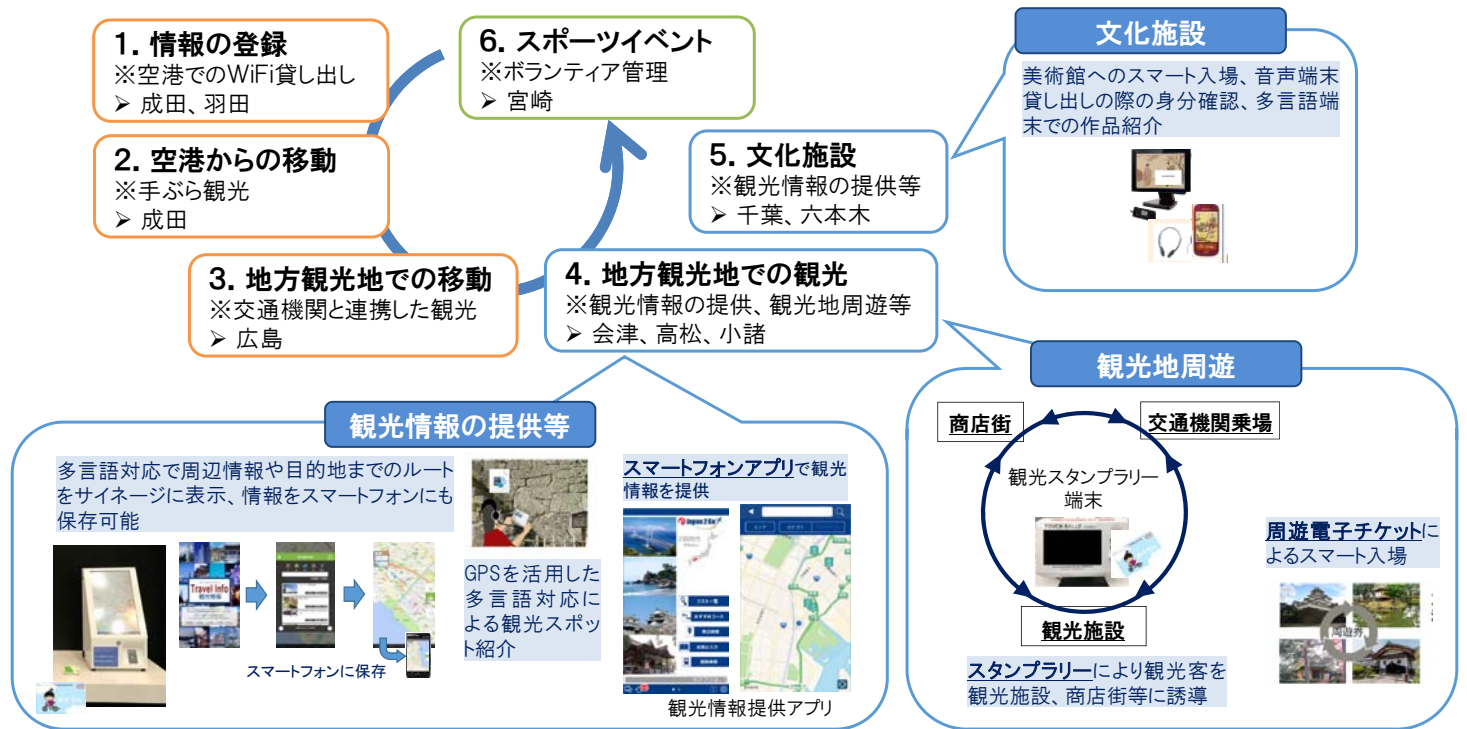 1. 情報の登録
※空港でのWiFi貸し出し
➢ 成田、羽田
2. 空港からの移動
※手ぶら観光
➢ 成田
3. 地方観光地での移動
※交通機関と連携した観光
➢ 広島
4. 地方観光地での観光
※観光情報の提供、観光地周遊等
➢ 会津、高松、小諸
5. 文化施設
※観光情報の提供等
➢ 千葉、六本木
6. スポーツイベント
※ボランティア管理
➢ 宮崎
文化施設
美術館へのスマート入場、音声端末
貸し出しの際の身分確認、多言語端
末での作品紹介
観光情報の提供等
多言語対応で周辺情報や目的地までのルート
をサイネージに表示、情報をスマートフォンにも
保存可能
Travel Info
観光情報
スマートフォンに保存
GPSを活用した
多言語対応に
よる観光スポッ
ト紹介
スマートフォンアプリで観光
情報を提供
Japan 2 Go!
観光情報提供アプリ
観光地周遊
商店街
交通機関乗場
観光スタンプラリー
端末
観光施設
スタンプラリーにより観光客を
観光施設、商店街等に誘導
周遊電子チケットに
よるスマート入場
周遊券